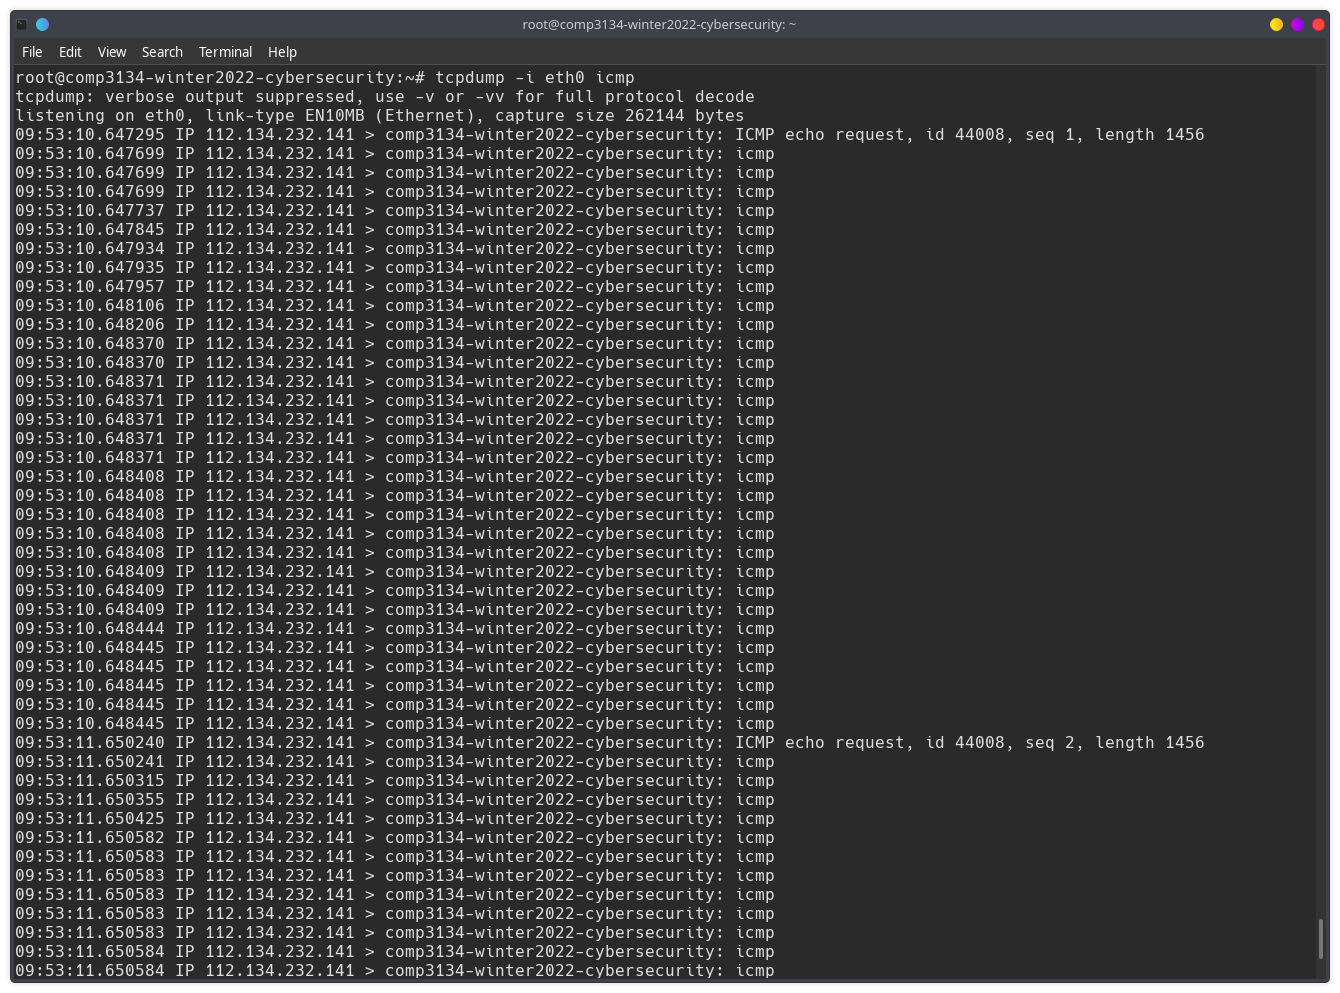 root@comp3134-winter2022-cybersecurity: ~
File Edit View Search Terminal Help
root@comp3134-winter2022-cybersecurity:~# tcpdump -i eth0 icmp
tcpdump: verbose output suppressed, use -v or -vv for full protocol decode
listening on eth0, link-type EN10MB (Ethernet), capture size 262144 bytes
09:53:10.647295 IP 112.134.232.141 > comp3134-winter2022-cybersecurity: ICMP echo request, id 44008, seq 1, length 1456
09:53:10.647699 IP 112.134.232.141 > comp3134-winter2022-cybersecurity: icmp
09:53:10.647699 IP 112.134.232.141 > comp3134-winter2022-cybersecurity: icmp
09:53:10.647699 IP 112.134.232.141 > comp3134-winter2022-cybersecurity: icmp
09:53:10.647737 IP 112.134.232.141 > comp3134-winter2022-cybersecurity: icmp
09:53:10.647845 IP 112.134.232.141 > comp3134-winter2022-cybersecurity: icmp
09:53:10.647934 IP 112.134.232.141 > comp3134-winter2022-cybersecurity: icmp
09:53:10.647935 IP 112.134.232.141 > comp3134-winter2022-cybersecurity: icmp
09:53:10.647957 IP 112.134.232.141 > comp3134-winter2022-cybersecurity: icmp
09:53:10.648106 IP 112.134.232.141 > comp3134-winter2022-cybersecurity: icmp
09:53:10.648206 IP 112.134.232.141 > comp3134-winter2022-cybersecurity: icmp
09:53:10.648370 IP 112.134.232.141 > comp3134-winter2022-cybersecurity: icmp
09:53:10.648370 IP 112.134.232.141 > comp3134-winter2022-cybersecurity: icmp
09:53:10.648371 IP 112.134.232.141 > comp3134-winter2022-cybersecurity: icmp
09:53:10.648371 IP 112.134.232.141 > comp3134-winter2022-cybersecurity: icmp
09:53:10.648371 IP 112.134.232.141 > comp3134-winter2022-cybersecurity: icmp
09:53:10.648371 IP 112.134.232.141 > comp3134-winter2022-cybersecurity: icmp
09:53:10.648371 IP 112.134.232.141 > comp3134-winter2022-cybersecurity: icmp
09:53:10.648408 IP 112.134.232.141 > comp3134-winter2022-cybersecurity: icmp
09:53:10.648408 IP 112.134.232.141 > comp3134-winter2022-cybersecurity: icmp
09:53:10.648408 IP 112.134.232.141 > comp3134-winter2022-cybersecurity: icmp
09:53:10.648408 IP 112.134.232.141 > comp3134-winter2022-cybersecurity: icmp
09:53:10.648408 IP 112.134.232.141 > comp3134-winter2022-cybersecurity: icmp
09:53:10.648409 IP 112.134.232.141 > comp3134-winter2022-cybersecurity: icmp
09:53:10.648409 IP 112.134.232.141 > comp3134-winter2022-cybersecurity: icmp
09:53:10.648409 IP 112.134.232.141 > comp3134-winter2022-cybersecurity: icmp
09:53:10.648444 IP 112.134.232.141 > comp3134-winter2022-cybersecurity: icmp
09:53:10.648445 IP 112.134.232.141 > comp3134-winter2022-cybersecurity: icmp
09:53:10.648445 IP 112.134.232.141 > comp3134-winter2022-cybersecurity: icmp
09:53:10.648445 IP 112.134.232.141 > comp3134-winter2022-cybersecurity: icmp
09:53:10.648445 IP 112.134.232.141 > comp3134-winter2022-cybersecurity: icmp
09:53:10.648445 IP 112.134.232.141 > comp3134-winter2022-cybersecurity: icmp
09:53:11.650240 IP 112.134.232.141 > comp3134-winter2022-cybersecurity: ICMP echo request, id 44008, seq 2, length 1456
09:53:11.650241 IP 112.134.232.141 > comp3134-winter2022-cybersecurity: icmp
09:53:11.650315 IP 112.134.232.141 > comp3134-winter2022-cybersecurity: icmp
09:53:11.650355 IP 112.134.232.141 > comp3134-winter2022-cybersecurity: icmp
09:53:11.650425 IP 112.134.232.141 > comp3134-winter2022-cybersecurity: icmp
09:53:11.650582 IP 112.134.232.141 > comp3134-winter2022-cybersecurity: icmp
09:53:11.650583 IP 112.134.232.141 > comp3134-winter2022-cybersecurity: icmp
09:53:11.650583 IP 112.134.232.141 > comp3134-winter2022-cybersecurity: icmp
09:53:11.650583 IP 112.134.232.141 > comp3134-winter2022-cybersecurity: icmp
09:53:11.650583 IP 112.134.232.141 > comp3134-winter2022-cybersecurity: icmp
09:53:11.650583 IP 112.134.232.141 > comp3134-winter2022-cybersecurity: icmp
09:53:11.650584 IP 112.134.232.141 > comp3134-winter2022-cybersecurity: icmp
09:53:11.650584 IP 112.134.232.141 > comp3134-winter2022-cybersecurity: icmp